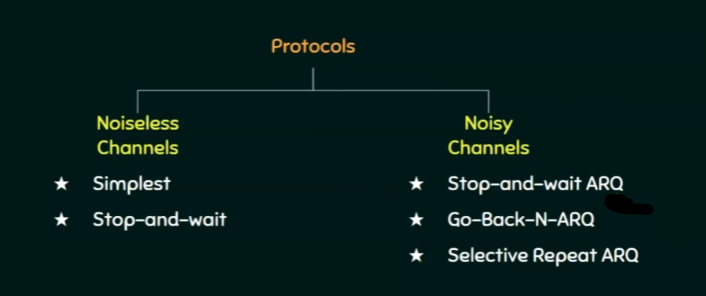 Protocols
Noiseless
Channels
★ Simplest
★ Stop-and-wait
Noisy
Channels
★ Stop-and-wait ARQ
★ Go-Back-N-ARQ
★ Selective Repeat ARQ